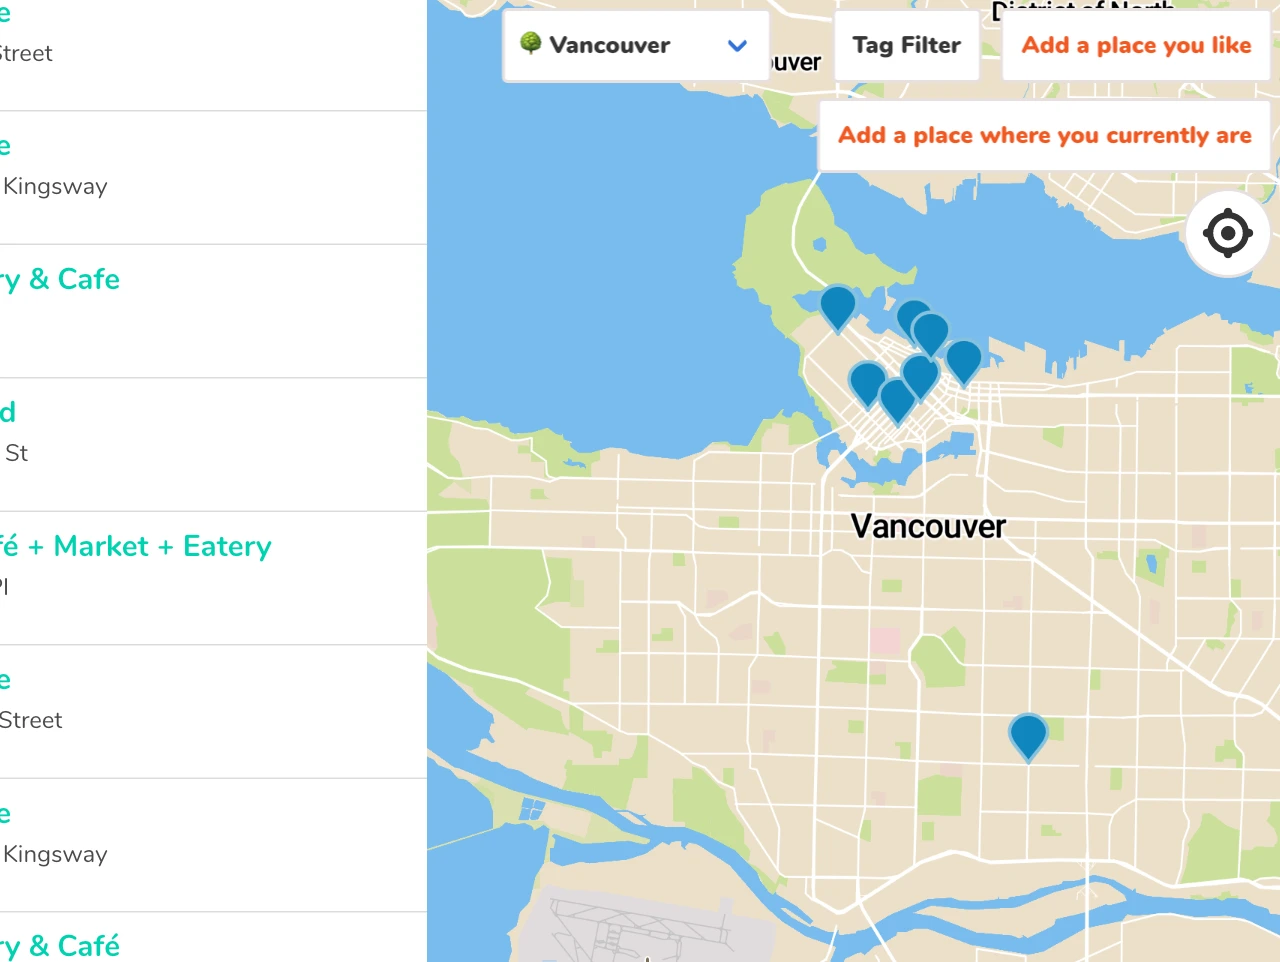 e
Street
e
Kingsway
ry & Cafe
d
St
fé + Market + Eatery
Pl
e
Street
e
Kingsway
ry & Café
District of North
Vancouver
Tag Filter
Add a place you like
ouver
Add a place where you currently are
Vancouver